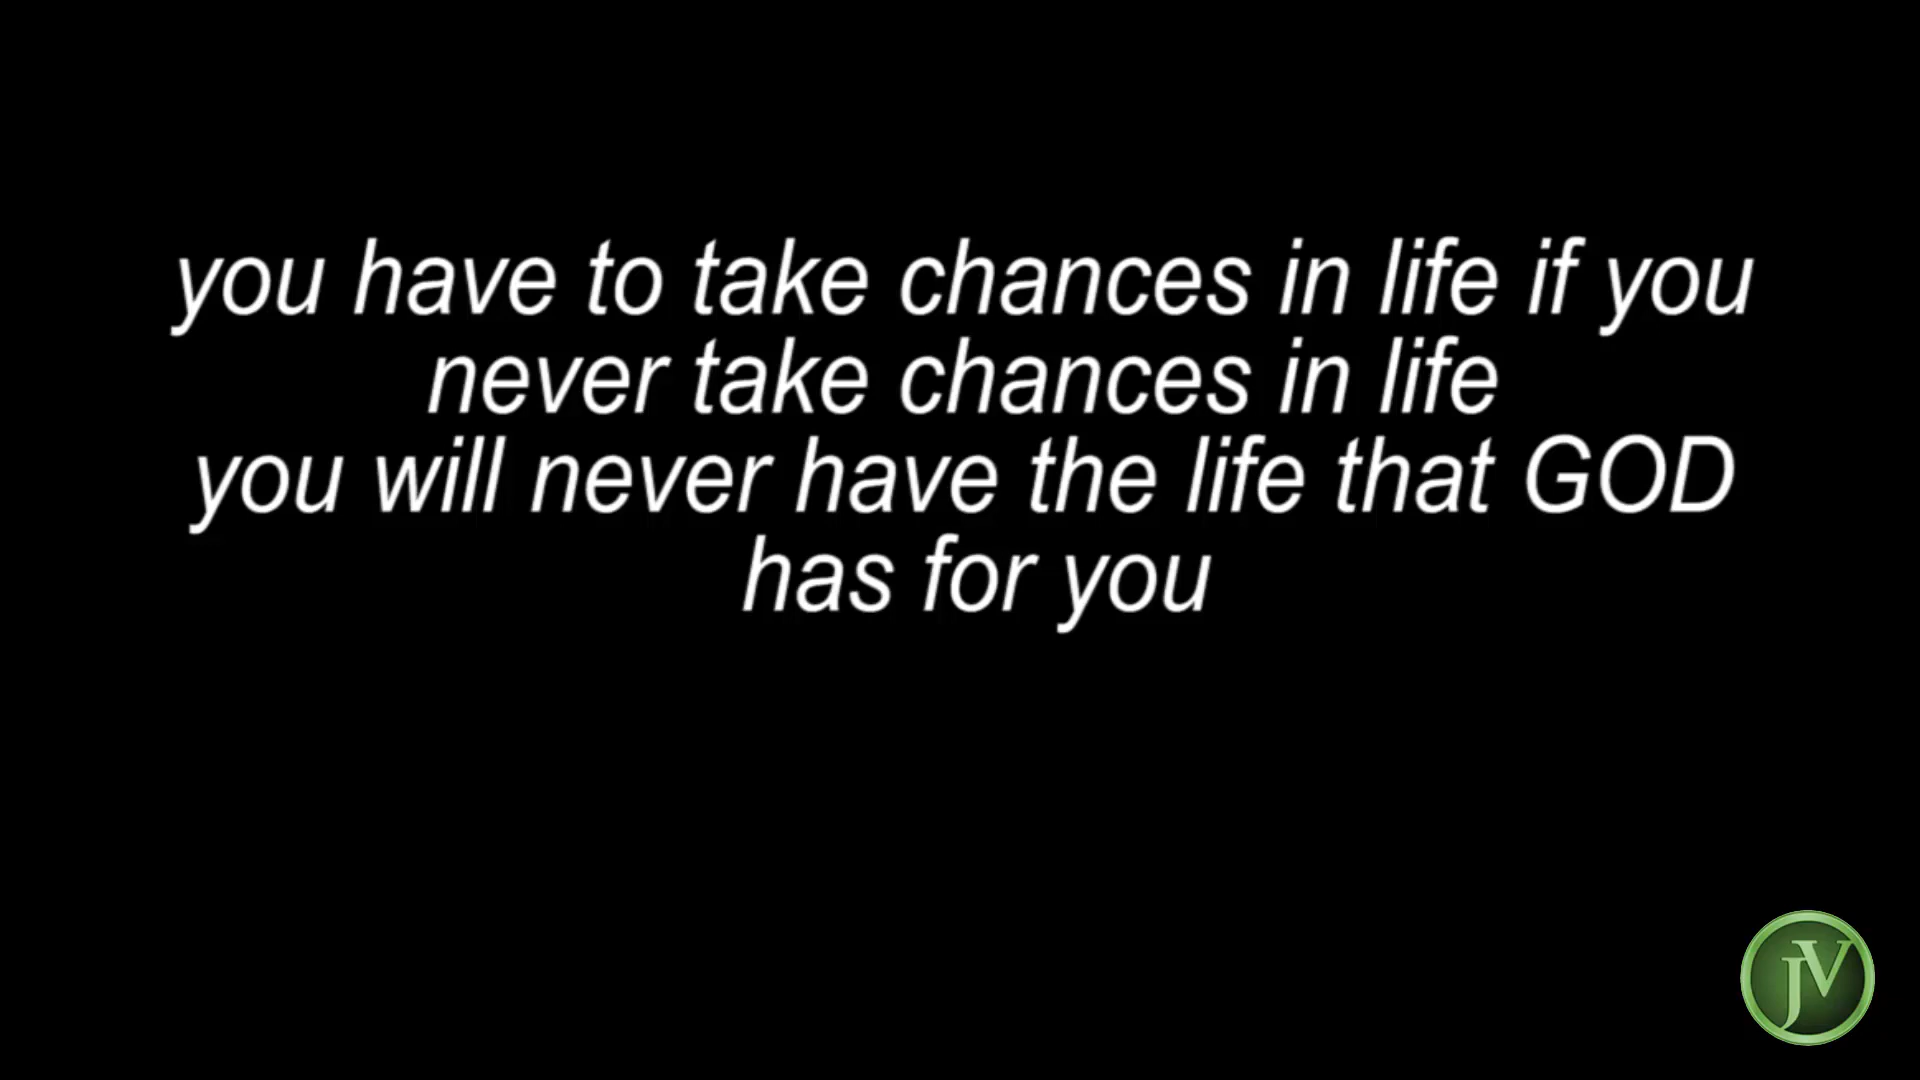 you have to take chances in life if you
never take chances in life
you will never have the life that GOD
has for you
JV